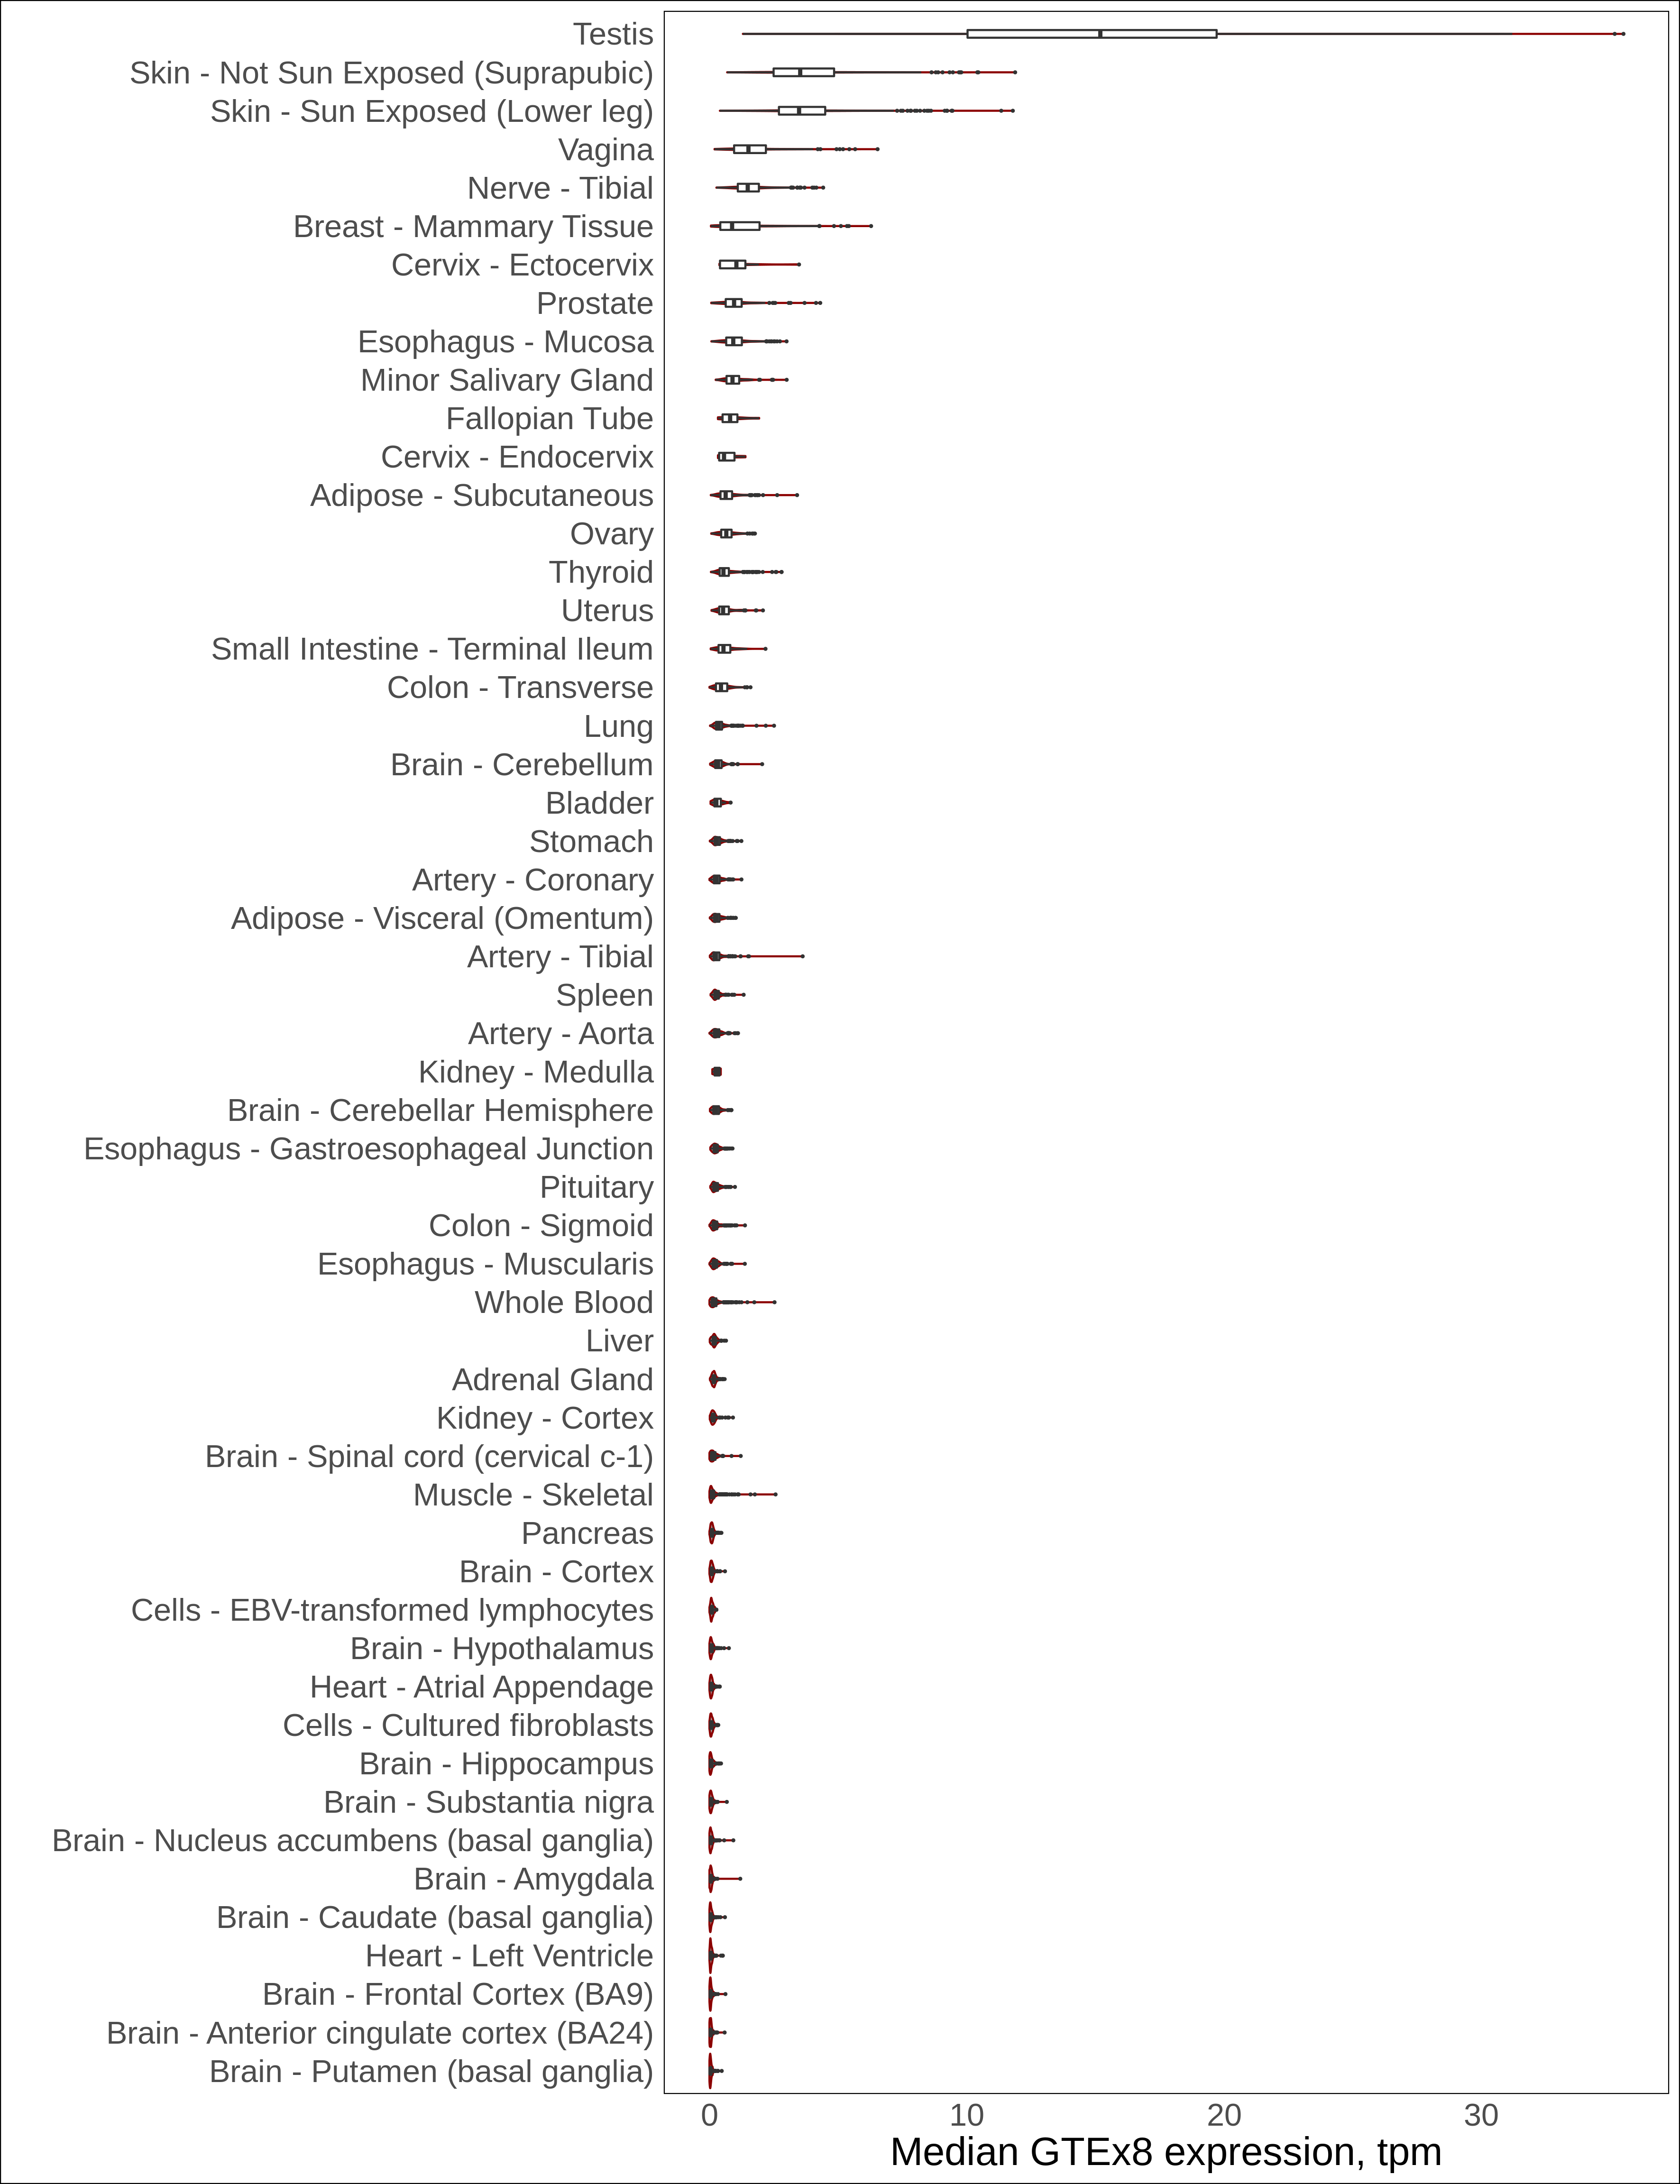 Testis
Skin - Not Sun Exposed (Suprapubic)
Skin - Sun Exposed (Lower leg)
Vagina
Nerve - Tibial
Breast - Mammary Tissue
Cervix - Ectocervix
Prostate
Esophagus - Mucosa
Minor Salivary Gland
Fallopian Tube
Cervix - Endocervix
Adipose - Subcutaneous
Ovary
Thyroid
Uterus
Small Intestine - Terminal Ileum
Colon - Transverse
Lung
Brain - Cerebellum
Bladder
Stomach
Artery - Coronary
Adipose - Visceral (Omentum)
Artery - Tibial
Spleen
Artery - Aorta
Kidney - Medulla
Brain - Cerebellar Hemisphere
Esophagus - Gastroesophageal Junction
Pituitary
Colon - Sigmoid
Esophagus - Muscularis
Whole Blood
Liver
Adrenal Gland
Kidney - Cortex
Brain - Spinal cord (cervical c-1)
Muscle - Skeletal
Pancreas
Brain - Cortex
Cells - EBV-transformed lymphocytes
Brain - Hypothalamus
Heart - Atrial Appendage
Cells - Cultured fibroblasts
Brain - Hippocampus
Brain - Substantia nigra
Brain - Nucleus accumbens (basal ganglia)
Brain - Amygdala
Brain - Caudate (basal ganglia)
Heart - Left Ventricle
Brain - Frontal Cortex (BA9)
Brain - Anterior cingulate cortex (BA24)
Brain - Putamen (basal ganglia)
0 10 20 30
Median GTEx8 expression, tpm